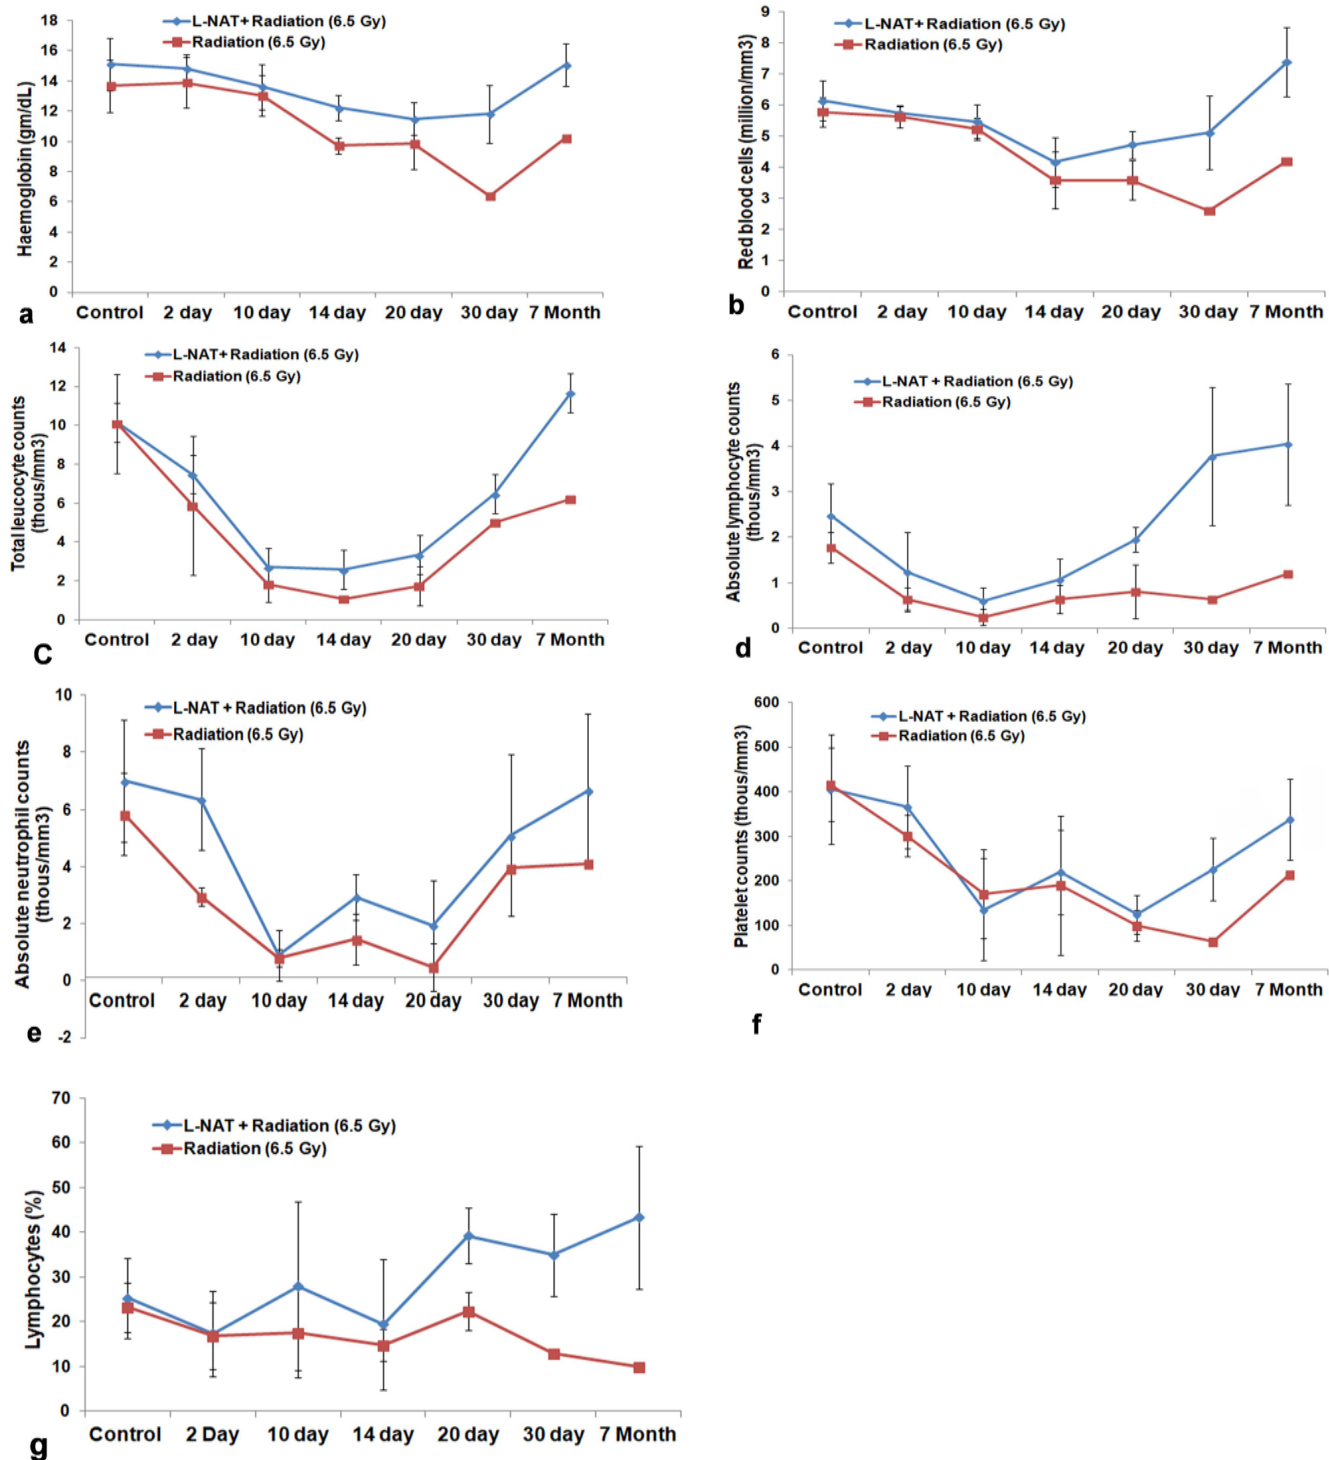 18
16
14
12
10
8
6
4
2
0
Haemoglobin (gm/dL)
L-NAT+ Radiation (6.5 Gy)
Radiation (6.5 Gy)
Control 2 day 10 day 14 day 20 day 30 day 7 Month
a
9
8
7
6
5
4
3
2
1
0
Red blood cells (million/mm3)
L-NAT+ Radiation (6.5 Gy)
Radiation (6.5 Gy)
Control 2 day 10 day 14 day 20 day 30 day 7 Month
b
14
12
10
8
6
4
2
0
Total leucocyte counts
(thous/mm3)
L-NAT+ Radiation (6.5 Gy)
Radiation (6.5 Gy)
Control 2 day 10 day 14 day 20 day 30 day 7 Month
C
6
5
4
3
2
1
0
Absolute lymphocyte counts
(thous/mm3)
L-NAT + Radiation (6.5 Gy)
Radiation (6.5 Gy)
Control 2 day 10 day 14 day 20 day 30 day 7 Month
d
10
8
6
4
2
0
-2
Absolute neutrophil counts
(thous/mm3)
L-NAT + Radiation (6.5 Gy)
Radiation (6.5 Gy)
Control 2 day 10 day 14 day 20 day 30 day 7 Month
e
600
500
400
300
200
100
0
Platelet counts (thous/mm3)
L-NAT + Radiation (6.5 Gy)
Radiation (6.5 Gy)
Control 2 day 10 day 14 day 20 day 30 day 7 Month
f
70
60
50
40
30
20
10
0
Lymphocytes (%)
L-NAT + Radiation (6.5 Gy)
Radiation (6.5 Gy)
Control 2 Day 10 day 14 day 20 day 30 day 7 Month
g